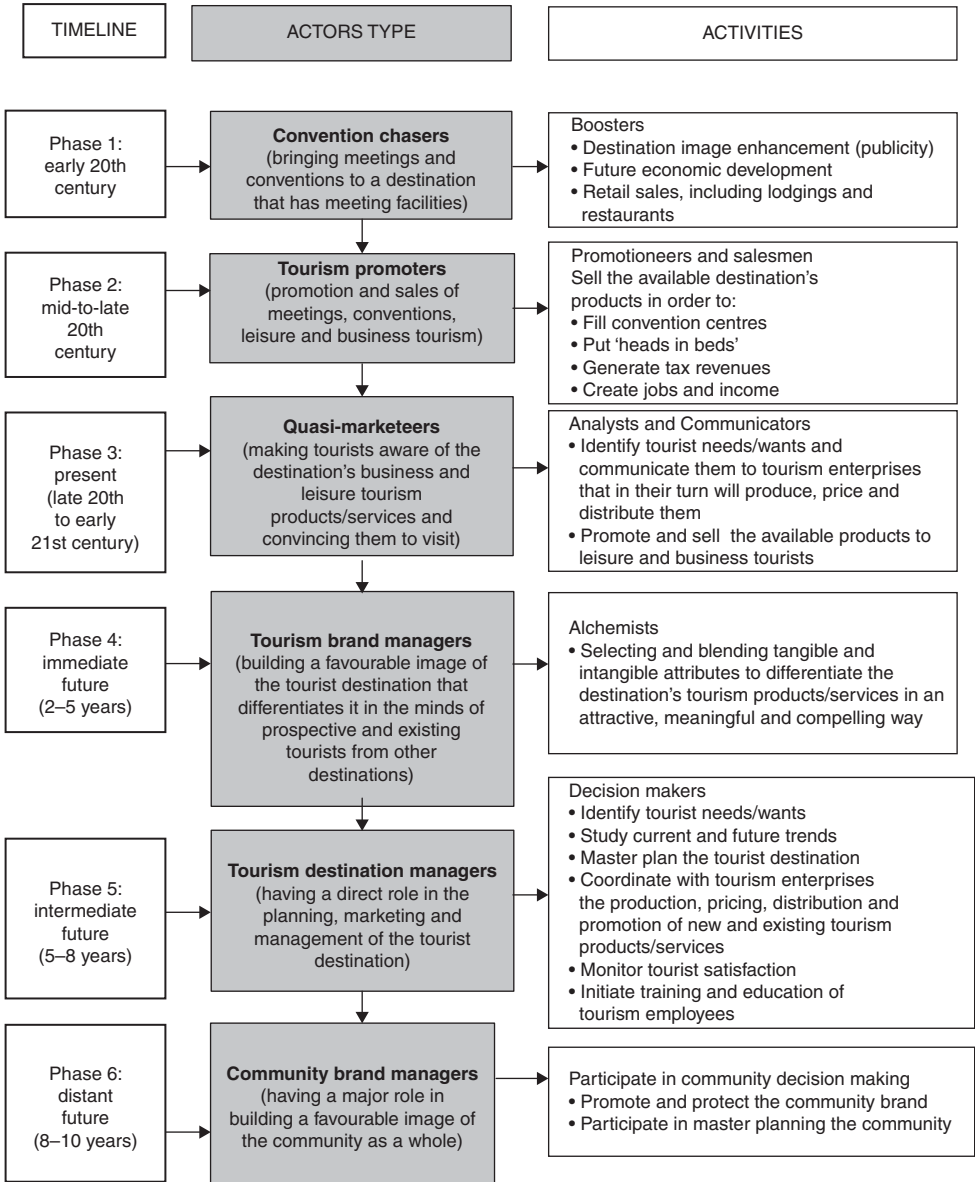 TIMELINE
ACTORS TYPE
ACTIVITIES
Phase 1:
early 20th
century
Convention chasers
(bringing meetings and
conventions to a destination
that has meeting facilities)
Boosters
• Destination image enhancement (publicity)
• Future economic development
• Retail sales, including lodgings and
restaurants
Phase 2:
mid-to-late
20th
century
Tourism promoters
(promotion and sales of
meetings, conventions,
leisure and business tourism)
Promotioneers and salesmen
Sell the available destination's
products in order to:
• Fill convention centres
• Put 'heads in beds'
• Generate tax revenues
• Create jobs and income
Phase 3:
present
(late 20th
to early
21st century)
Quasi-marketeers
(making tourists aware of the
destination's business and
leisure tourism
products/services and
convincing them to visit)
Analysts and Communicators
• Identify tourist needs/wants and
communicate them to tourism enterprises
that in their turn will produce, price and
distribute them
• Promote and sell the available products to
leisure and business tourists
Phase 4:
immediate
future
(2–5 years)
Tourism brand managers
(building a favourable image of
the tourist destination that
differentiates it in the minds of
prospective and existing
tourists from other
destinations)
Alchemists
• Selecting and blending tangible and
intangible attributes to differentiate the
destination's tourism products/services in an
attractive, meaningful and compelling way
Phase 5:
intermediate
future
(5–8 years)
Tourism destination managers
(having a direct role in the
planning, marketing and
management of the tourist
destination)
Decision makers
• Identify tourist needs/wants
• Study current and future trends
• Master plan the tourist destination
• Coordinate with tourism enterprises
the production, pricing, distribution and
promotion of new and existing tourism
products/services
• Monitor tourist satisfaction
• Initiate training and education of
tourism employees
Phase 6:
distant
future
(8–10 years)
Community brand managers
(having a major role in
building a favourable image of
the community as a whole)
Participate in community decision making
• Promote and protect the community brand
• Participate in master planning the community